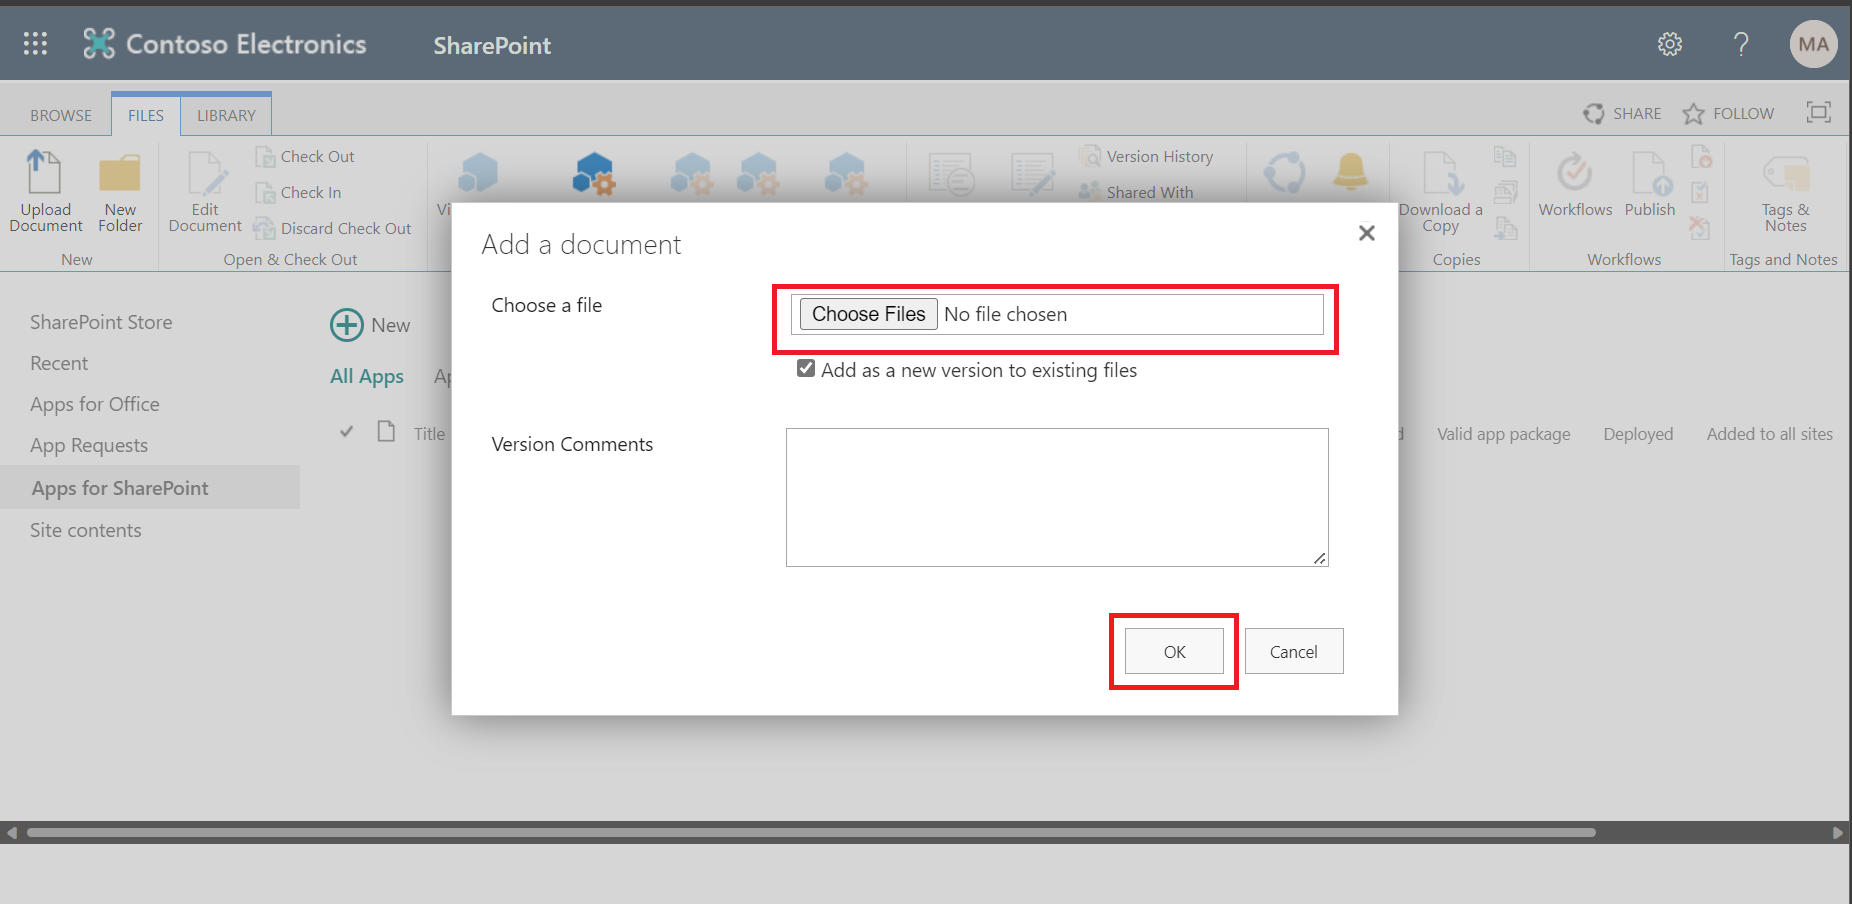 Contoso Electronics SharePoint ? MA
BROWSE FILES LIBRARY SHARE FOLLOW
Upload Document
New Folder
New
Edit Document
Check Out
Check In
Discard Check Out
Open & Check Out
Version History
Shared With
Download a Copy
Copies
Workflows
Publish
Workflows
Tags & Notes
Tags and Notes
SharePoint Store
Recent
Apps for Office
App Requests
Apps for SharePoint
Site contents
New
All Apps
Title
Valid app package Deployed Added to all sites
Add a document
Choose a file
Choose Files No file chosen
Add as a new version to existing files
Version Comments
OK Cancel